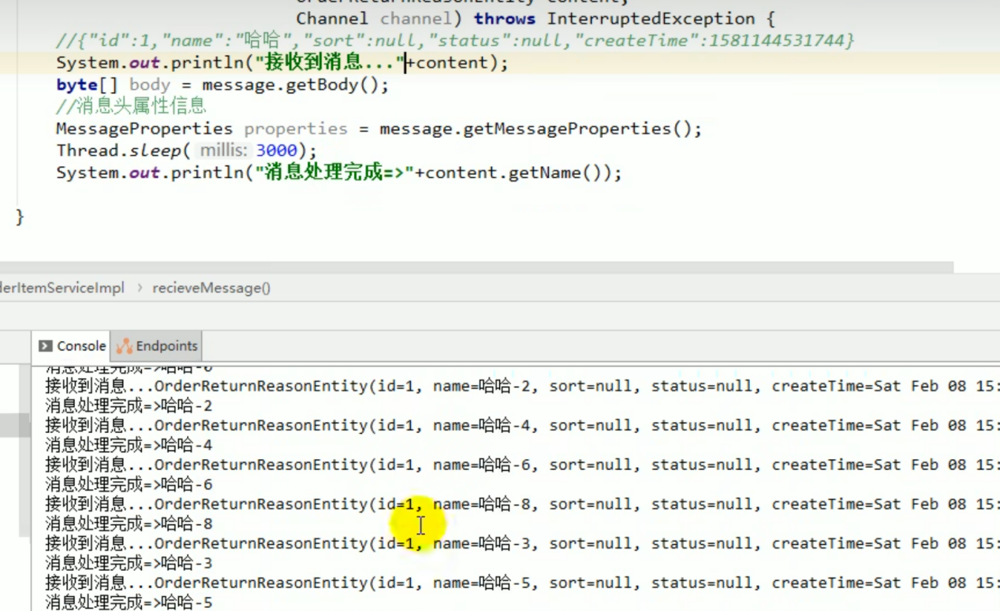 OrderReturnReasonEntity content,
Channel channel) throws InterruptedException {
//{"id":1,"name":"哈哈","sort":null,"status":null,"createTime":1581144531744}
System.out.println("接收到消息..."+content);
byte[] body = message.getBody();
//消息头属性信息
MessageProperties properties = message.getMessageProperties();
Thread.sleep( millis: 3000);
System.out.println("消息处理完成=>"+content.getName());
}
derItemServiceImpl › recieveMessage()
Console Endpoints
消息处理完成=>哈哈-0
接收到消息...OrderReturnReasonEntity(id=1, name=哈哈-2, sort=null, status=null, createTime=Sat Feb 08 15:
消息处理完成=>哈哈-2
接收到消息...OrderReturnReasonEntity(id=1, name=哈哈-4, sort=null, status=null, createTime=Sat Feb 08 15:
消息处理完成=>哈哈-4
接收到消息...OrderReturnReasonEntity(id=1, name=哈哈-6, sort=null, status=null, createTime=Sat Feb 08 15:
消息处理完成=>哈哈-6
接收到消息...OrderReturnReasonEntity(id=1, name=哈哈-8, sort=null, status=null, createTime=Sat Feb 08 15:
消息处理完成=>哈哈-8
接收到消息...OrderReturnReasonEntity(id=1, name=哈哈-3, sort=null, status=null, createTime=Sat Feb 08 15:
消息处理完成=>哈哈-3
接收到消息...OrderReturnReasonEntity(id=1, name=哈哈-5, sort=null, status=null, createTime=Sat Feb 08 15:
消息处理完成=>哈哈-5